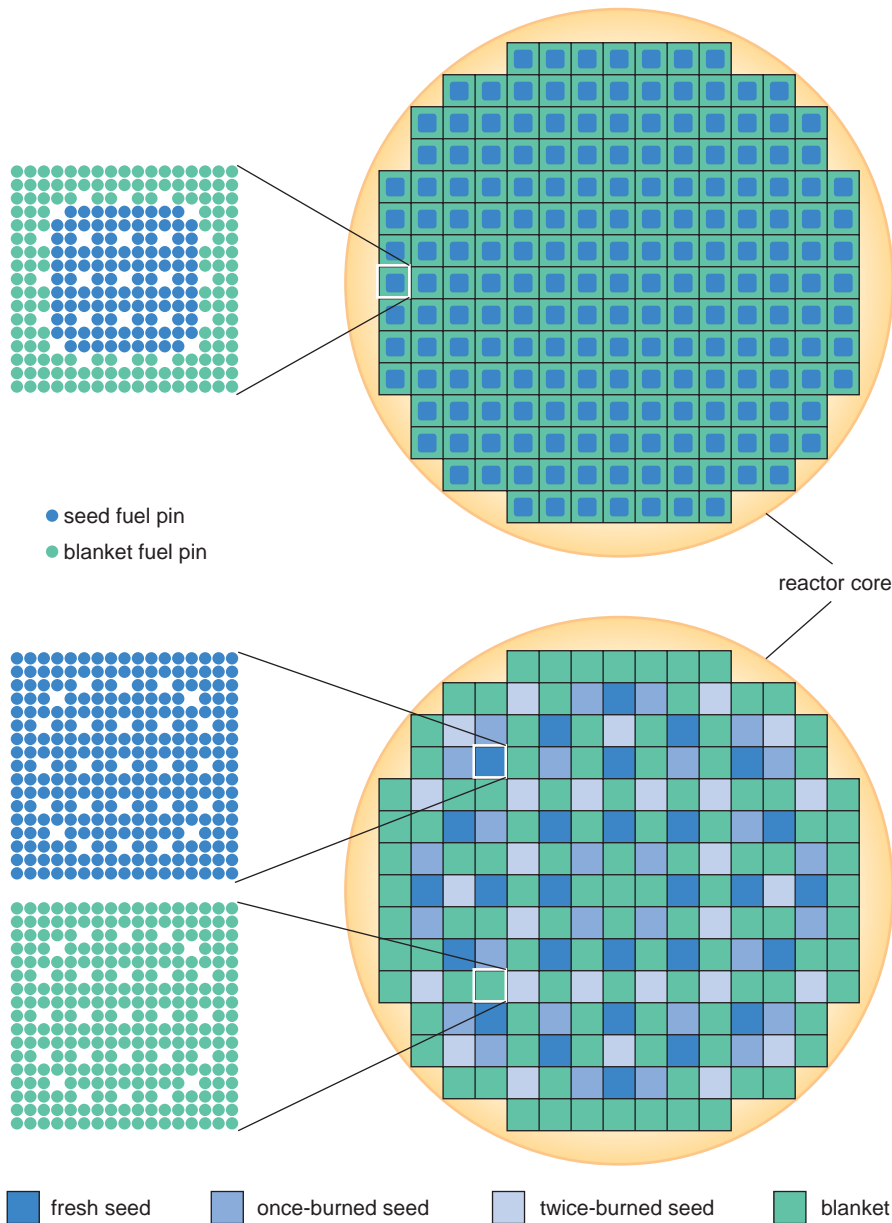 seed fuel pin
blanket fuel pin
reactor core
fresh seed
once-burned seed
twice-burned seed
blanket